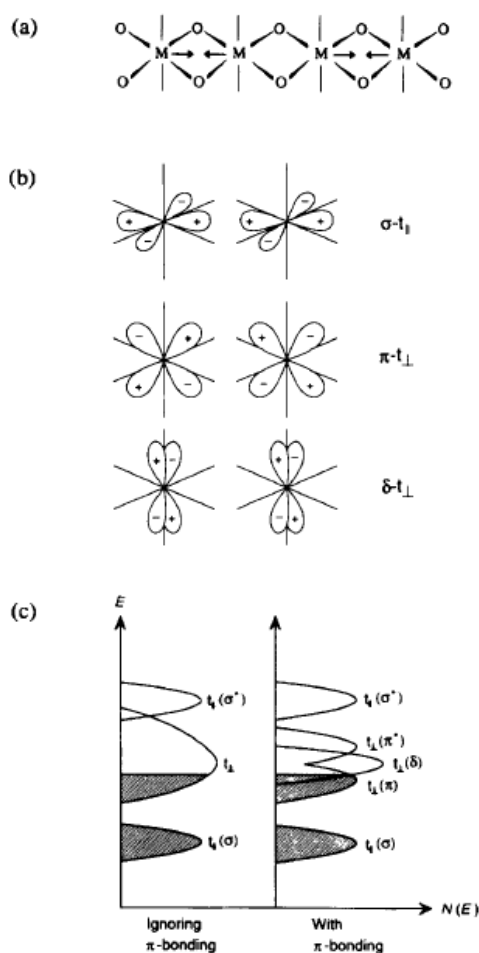 (a)
O O O O O
M M M M
O O O O O
(b)
− + + − − + + −
σ-t∥
− + + − + − − +
π-t⊥
+ − − + + − − +
δ-t⊥
(c)
E
t∥(σ*) t∥(σ*)
t⊥(π*)
t⊥ t⊥(δ)
t⊥(π)
t∥(σ) t∥(σ)
N(E)
Ignoring With
π-bonding π-bonding